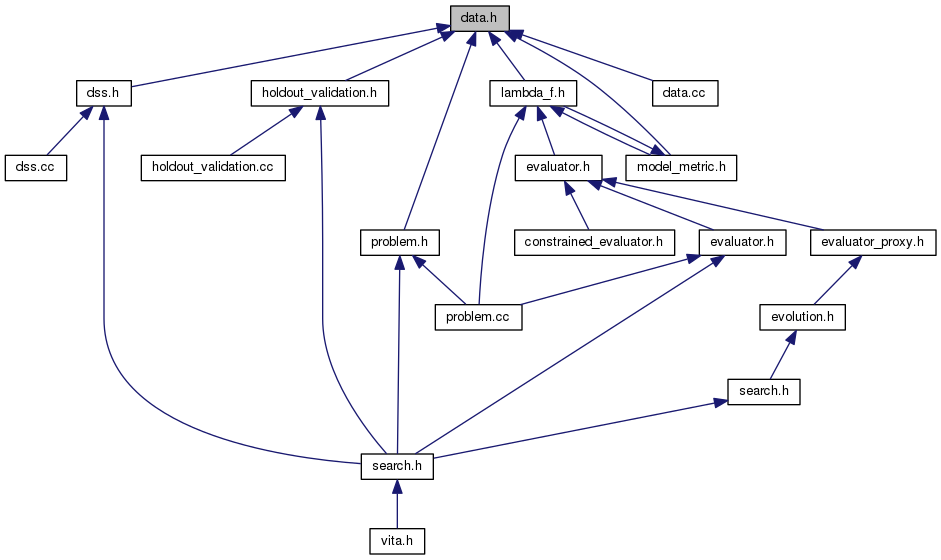 data.h
dss.h
holdout_validation.h
lambda_f.h
data.cc
dss.cc
holdout_validation.cc
evaluator.h
model_metric.h
problem.h
constrained_evaluator.h
evaluator.h
evaluator_proxy.h
problem.cc
evolution.h
search.h
search.h
vita.h